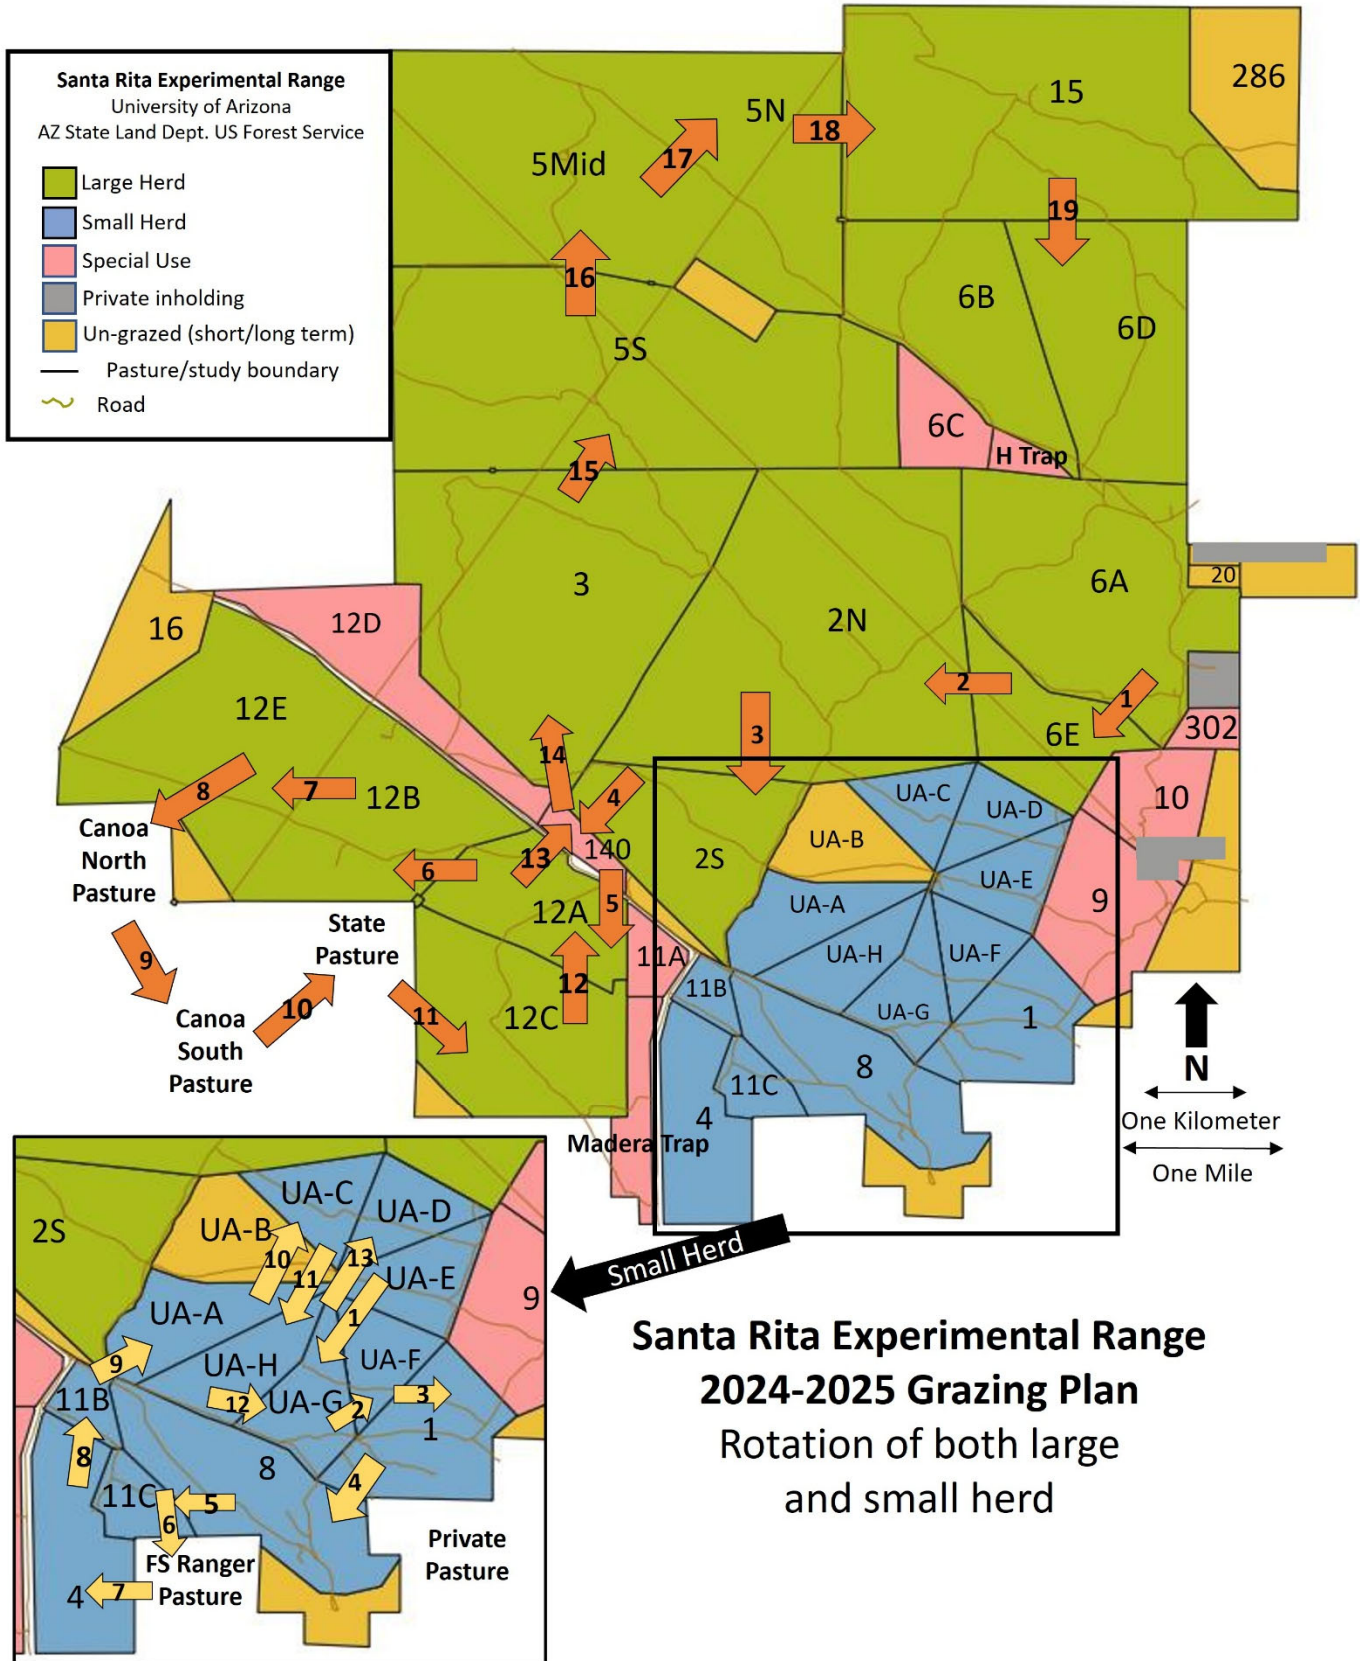 Santa Rita Experimental Range
University of Arizona
AZ State Land Dept. US Forest Service
Large Herd
Small Herd
Special Use
Private inholding
Un-grazed (short/long term)
Pasture/study boundary
Road
5N
18
15
286
17
5Mid
19
16
6B
6D
5S
6C
H Trap
15
3
6A
20
16
12D
2N
12E
2
1
302
14
3
6E
8
7
12B
4
10
Canoa
North
Pasture
13
140
2S
UA-C
UA-D
UA-B
6
UA-E
12A
5
UA-A
9
State
Pasture
9
11A
UA-H
UA-F
10
11
12
12C
11B
UA-G
1
Canoa
South
Pasture
8
11C
4
N
One Kilometer
One Mile
Madera Trap
UA-C
UA-D
2S
UA-B
10
11
13
UA-E
9
UA-A
1
9
UA-H
UA-F
11B
12
UA-G
2
3
1
8
8
4
11C
5
6
FS Ranger
Pasture
Private
Pasture
4
7
Small Herd
Santa Rita Experimental Range
2024-2025 Grazing Plan
Rotation of both large
and small herd